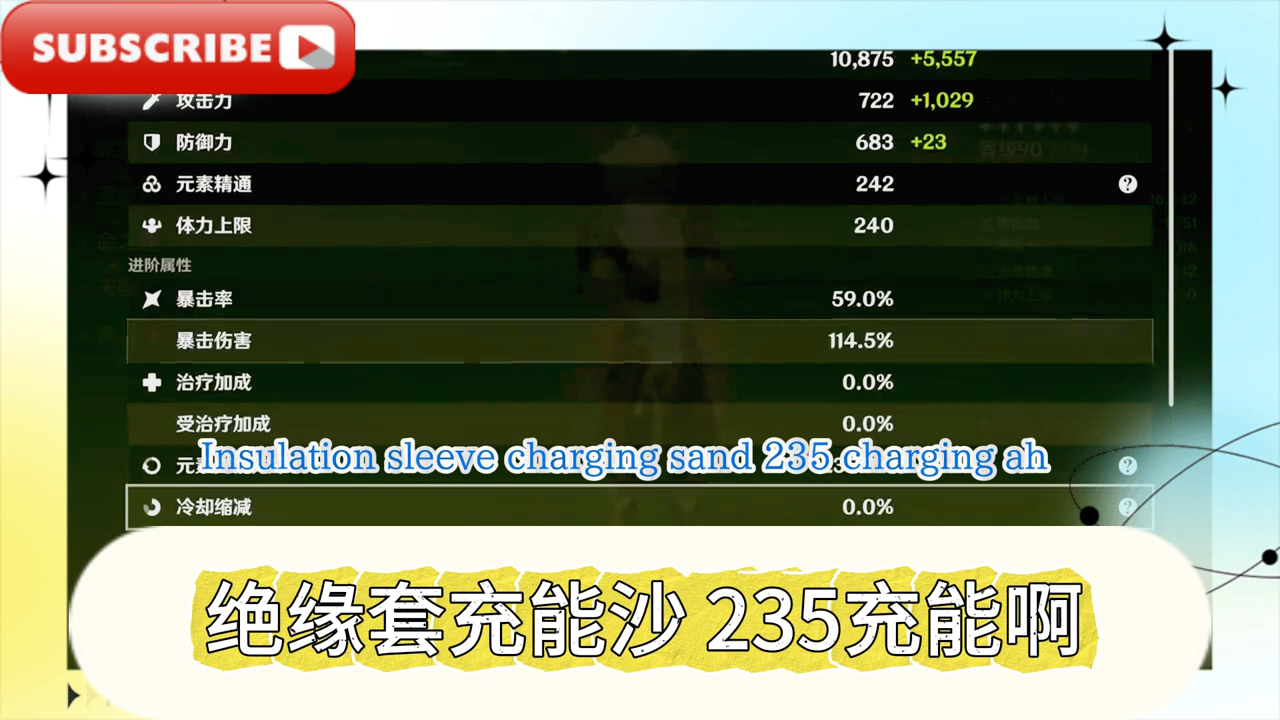 SUBSCRIBE
10,875 +5,557
攻击力 722 +1,029
防御力 683 +23
元素精通 242
体力上限 240
进阶属性
暴击率 59.0%
暴击伤害 114.5%
治疗加成 0.0%
受治疗加成 0.0%
Insulation sleeve charging sand 235 charging ah
冷却缩减 0.0%
绝缘套充能沙 235充能啊